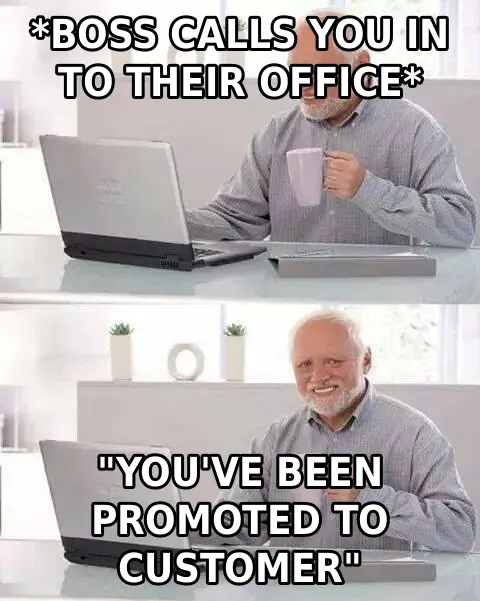 *BOSS CALLS YOU IN
TO THEIR OFFICE*
"YOU'VE BEEN
PROMOTED TO
CUSTOMER"